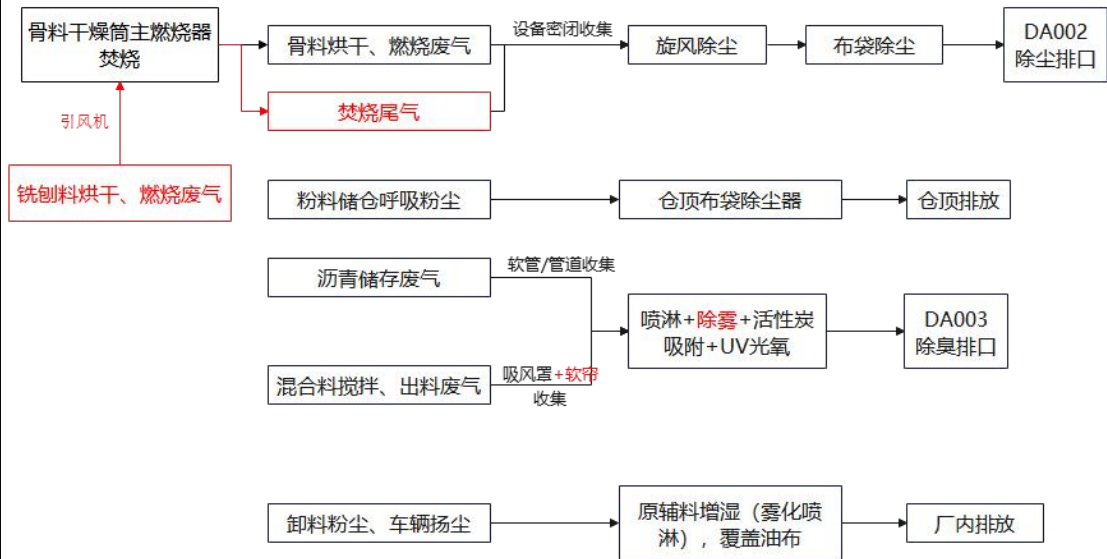 骨料干燥筒主燃烧器
焚烧
引风机
铣刨料烘干、燃烧废气
骨料烘干、燃烧废气
焚烧尾气
设备密闭收集
旋风除尘
布袋除尘
DA002
除尘排口
粉料储仓呼吸粉尘
仓顶布袋除尘器
仓顶排放
沥青储存废气
软管/管道收集
混合料搅拌、出料废气
吸风罩+软帘
收集
喷淋+除雾+活性炭
吸附+UV光氧
DA003
除臭排口
卸料粉尘、车辆扬尘
原辅料增湿（雾化喷
淋），覆盖油布
厂内排放